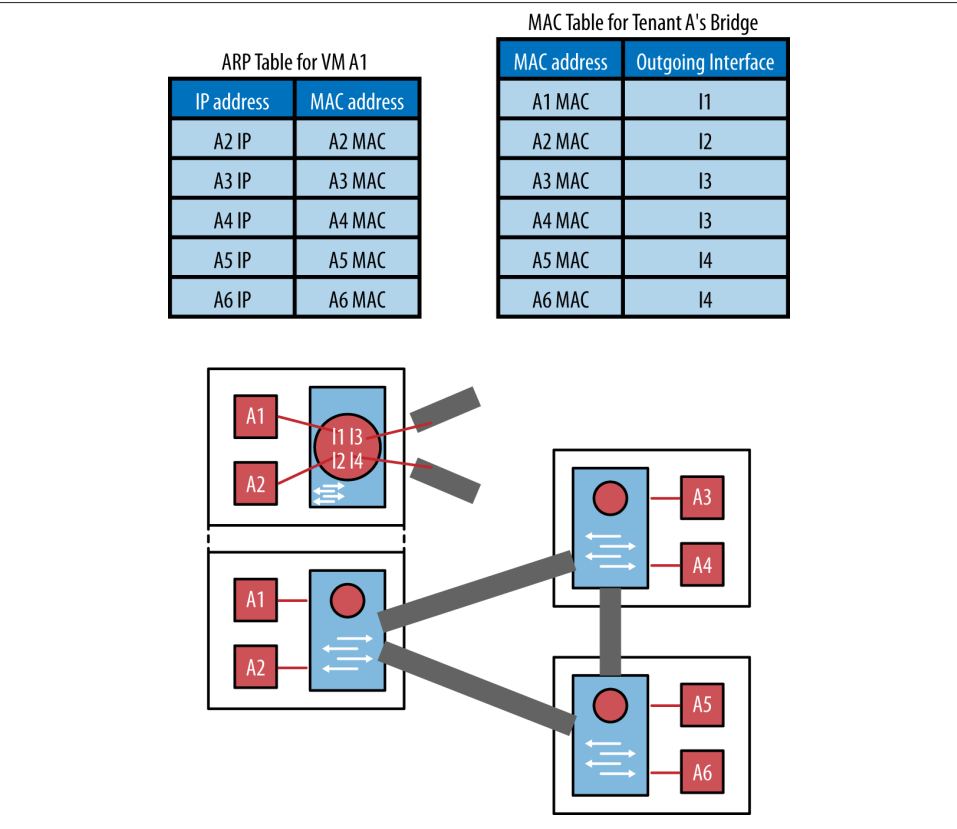 MAC Table for Tenant A's Bridge
ARP Table for VM A1
MAC address Outgoing Interface
IP address MAC address
A1 MAC I1
A2 IP A2 MAC
A2 MAC I2
A3 IP A3 MAC
A3 MAC I3
A4 IP A4 MAC
A4 MAC I3
A5 IP A5 MAC
A5 MAC I4
A6 IP A6 MAC
A6 MAC I4
A1
I1 I3
I2 I4
A2
A3
A4
A1
A2
A5
A6